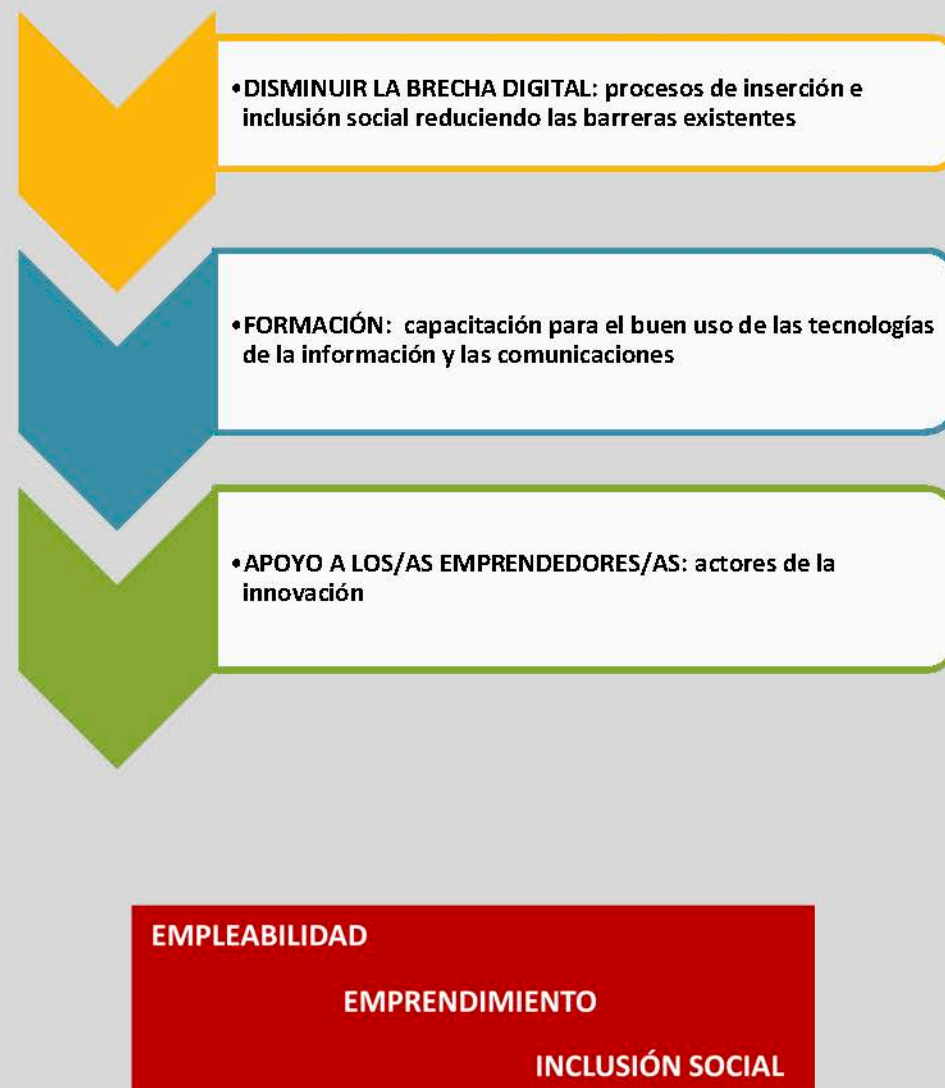 •DISMINUIR LA BRECHA DIGITAL: procesos de inserción e
inclusión social reduciendo las barreras existentes
•FORMACIÓN: capacitación para el buen uso de las tecnologías
de la información y las comunicaciones
•APOYO A LOS/AS EMPRENDEDORES/AS: actores de la
innovación
EMPLEABILIDAD
EMPRENDIMIENTO
INCLUSIÓN SOCIAL